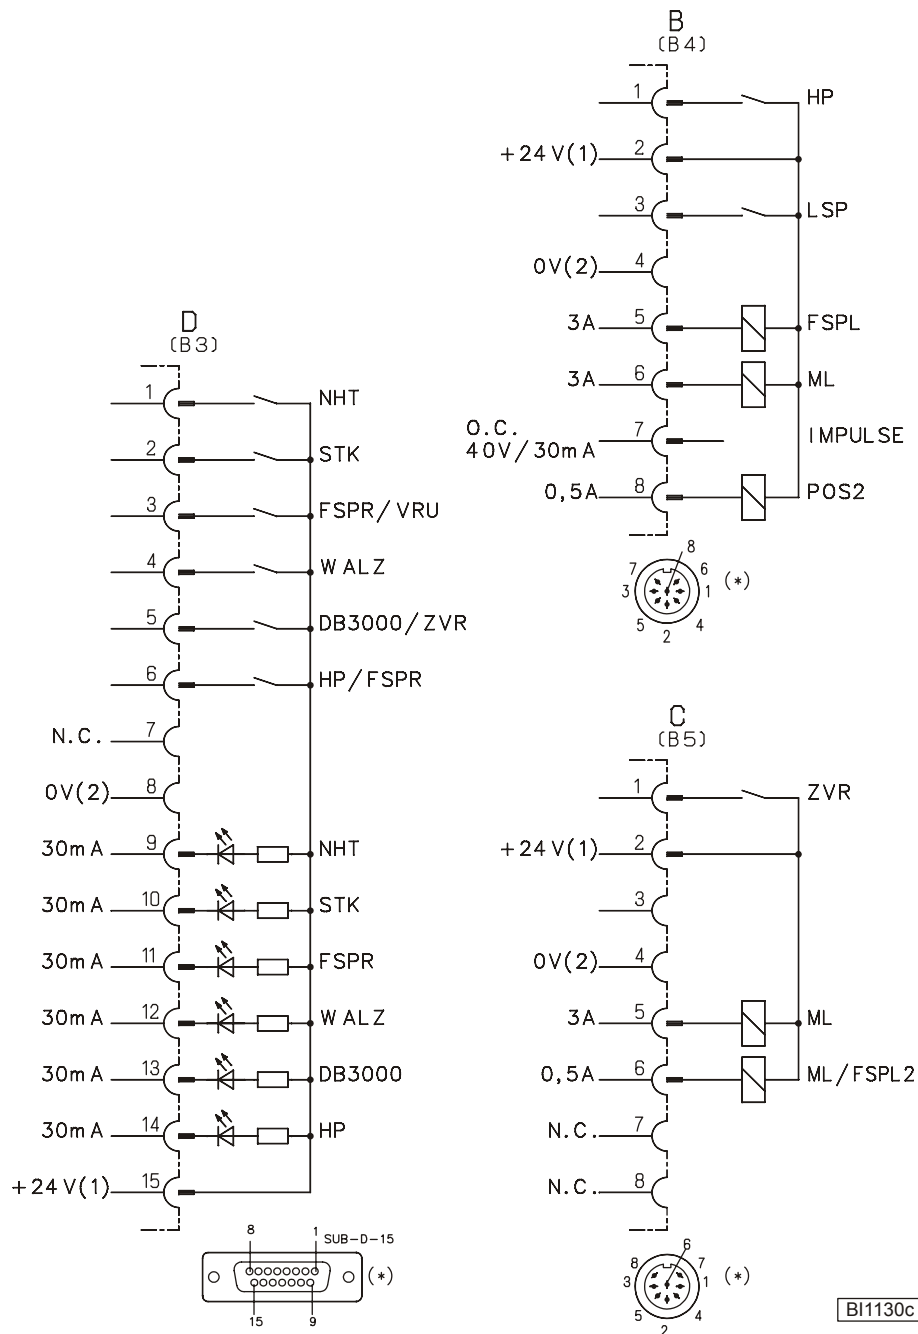 B
(B4)
1 HP
+24V(1) 2
3 LSP
0V(2) 4
3A 5 FSPL
3A 6 ML
O.C.
40V/30mA 7 IMPULSE
0,5A 8 POS2
8
7 6
3 1 (*)
5 4
2
D
(B3)
1 NHT
2 STK
3 FSPR/VRU
4 WALZ
5 DB3000/ZVR
6 HP/FSPR
N.C. 7
0V(2) 8
30mA 9 NHT
30mA 10 STK
30mA 11 FSPR
30mA 12 WALZ
30mA 13 DB3000
30mA 14 HP
+24V(1) 15
8 1 SUB-D-15
(*)
15 9
C
(B5)
1 ZVR
+24V(1) 2
3
0V(2) 4
3A 5 ML
0,5A 6 ML/FSPL2
N.C. 7
N.C. 8
6
8 7
3 1 (*)
5 4
2
BI1130c